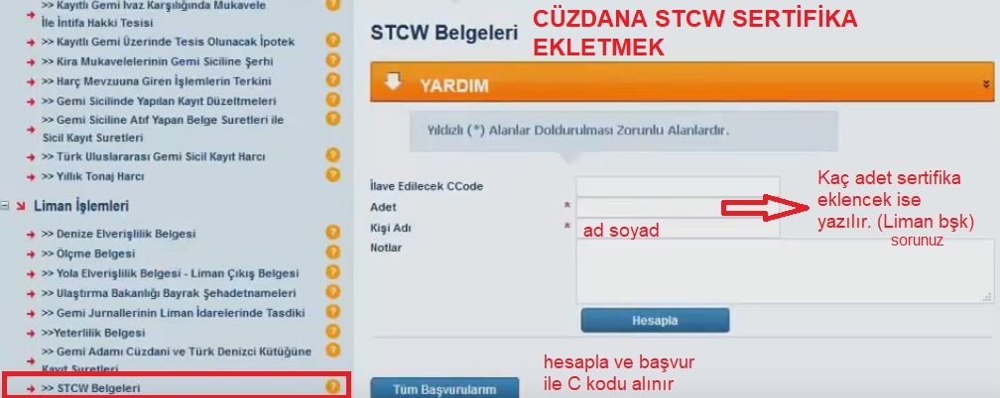 >> Kayıtlı Gemi İvaz Karşılığında Mukavele
İle İntifa Hakkı Tesisi
>> Kayıtlı Gemi Üzerinde Tesis Olunacak İpotek
>> Kira Mukavelelerinin Gemi Siciline Şerhi
>> Harç Mevzuuna Giren İşlemlerin Terkini
>> Gemi Sicilinde Yapılan Kayıt Düzeltmeleri
>> Gemi Siciline Atıf Yapan Belge Suretleri ile
Sicil Kayıt Suretleri
>> Türk Uluslararası Gemi Sicil Kayıt Harcı
>> Yıllık Tonaj Harcı
Liman İşlemleri
>> Denize Elverişlilik Belgesi
>> Ölçme Belgesi
>> Yola Elverişlilik Belgesi - Liman Çıkış Belgesi
>> Ulaştırma Bakanlığı Bayrak Şehadetnameleri
>> Gemi Jurnallerinin Liman İdarelerinde Tasdiki
>>Yeterlilik Belgesi
>> Gemi Adamı Cüzdanı ve Türk Denizci Kütüğüne
Kayıt Suretleri
>> STCW Belgeleri
STCW Belgeleri
CÜZDANA STCW SERTİFİKA
EKLETMEK
YARDIM
Yıldızlı (*) Alanlar Doldurulması Zorunlu Alanlardır.
İlave Edilecek CCode
Adet *
Kişi Adı * ad soyad
Notlar
Kaç adet sertifika
eklencek ise
yazılır. (Liman bşk)
sorunuz
Hesapla
hesapla ve başvur
ile C kodu alınır
Tüm Başvurularım